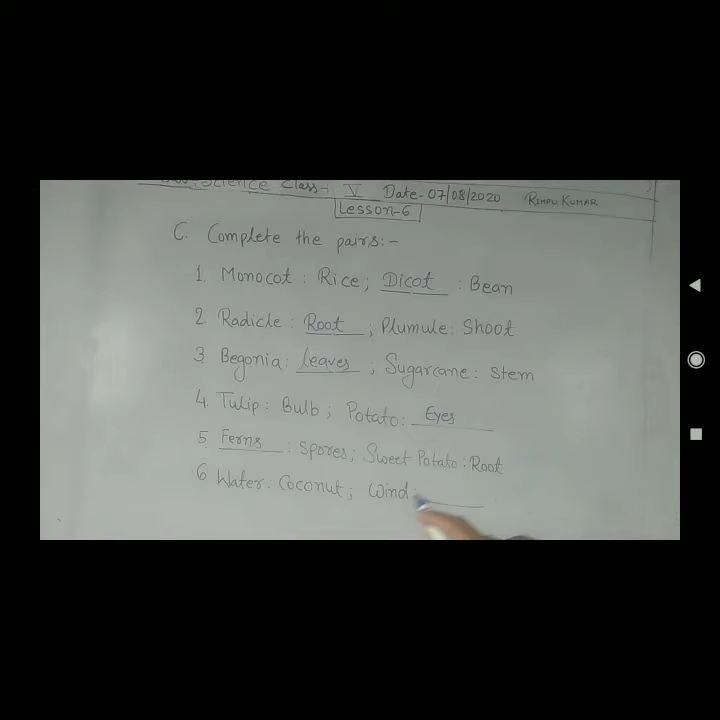 Science Class:- V Date- 07/08/2020 RIMPU KUMAR
Lesson-6
C. Complete the pairs:-
1. Monocot : Rice; Dicot : Bean
2. Radicle : Root ; Plumule: Shoot
3. Begonia: leaves ; Sugarcane: Stem
4. Tulip: Bulb; Potato: Eyes
5. Ferns : Spores; Sweet Potato: Root
6 Water: Coconut; Wind: